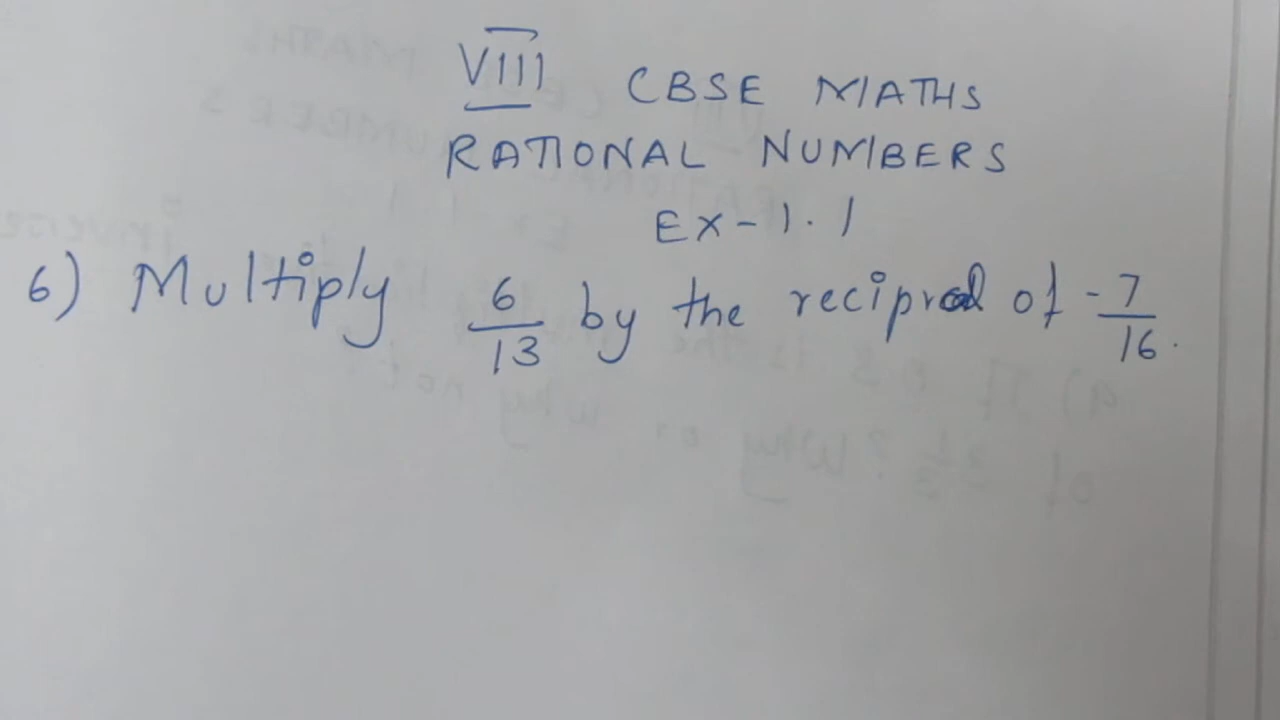 VIII CBSE MATHS
RATIONAL NUMBERS
EX-1.1
6) Multiply 6/13 by the reciprocal of -7/16.